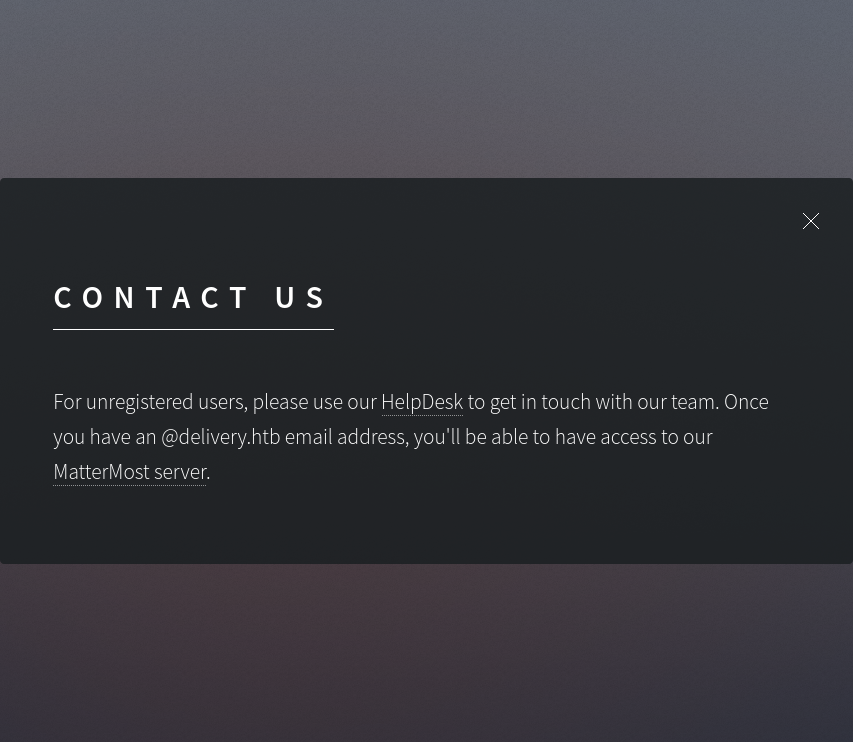 CONTACT US
For unregistered users, please use our HelpDesk to get in touch with our team. Once
you have an @delivery.htb email address, you'll be able to have access to our
MatterMost server.